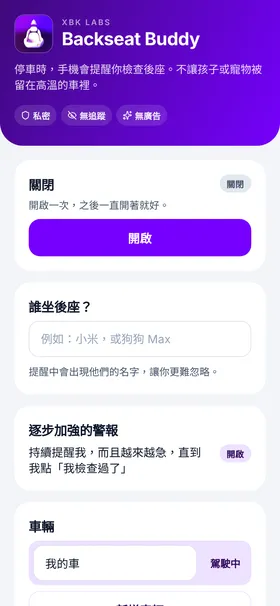 XBK LABS
Backseat Buddy
停車時，手機會提醒你檢查後座。不讓孩子或寵物被
留在高溫的車裡。
私密
無追蹤
無廣告
關閉
關閉
開啟一次，之後一直開著就好。
開啟
誰坐後座？
例如：小米，或狗狗 Max
提醒中會出現他們的名字，讓你更難忽略。
逐步加強的警報
持續提醒我，而且越來越急，直到
我點「我檢查過了」
開啟
車輛
我的車
駕駛中